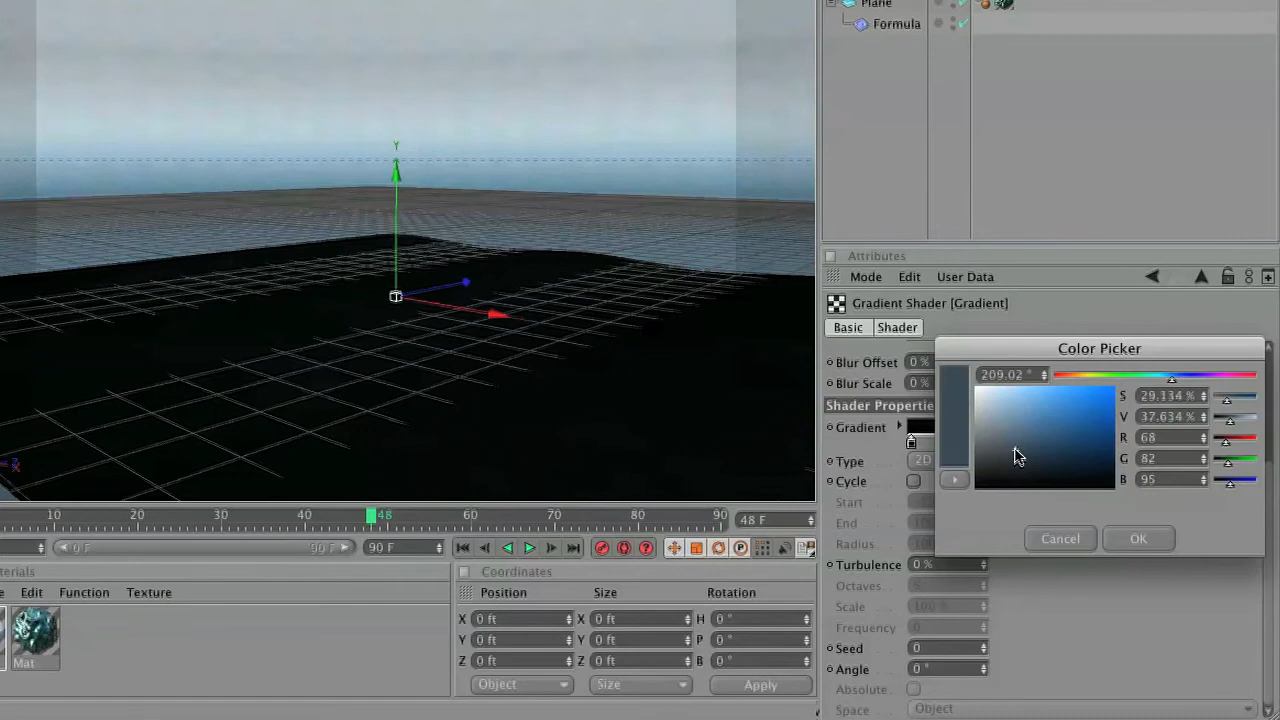 Plane
Formula
Y
Attributes
Mode Edit User Data
Gradient Shader [Gradient]
Basic Shader
Color Picker
Blur Offset 0 %
Blur Scale 0 %
209.02 °
S 29.134 %
V 37.634 %
Shader Properti
R 68
Gradient
G 82
Type 2D
B 95
Cycle
Start
End
Radius
Cancel OK
Turbulence 0 %
Octaves 5
Scale 100 %
Frequency
Seed 0
Angle 0 °
Absolute
Space Object
10 20 30 40 48 60 70 80 90 48 F
0 F 90 F 90 F
terials
Edit Function Texture
Mat
Coordinates
Position Size Rotation
X 0 ft X 0 ft H 0 °
Y 0 ft Y 0 ft P 0 °
Z 0 ft Z 0 ft B 0 °
Object Size Apply